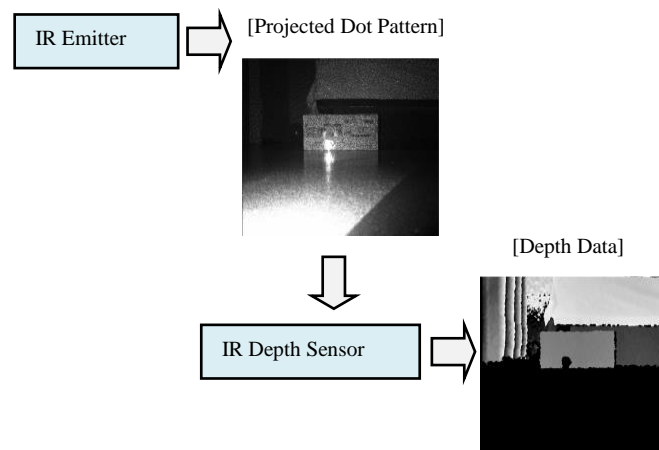 IR Emitter
[Projected Dot Pattern]
[Depth Data]
IR Depth Sensor